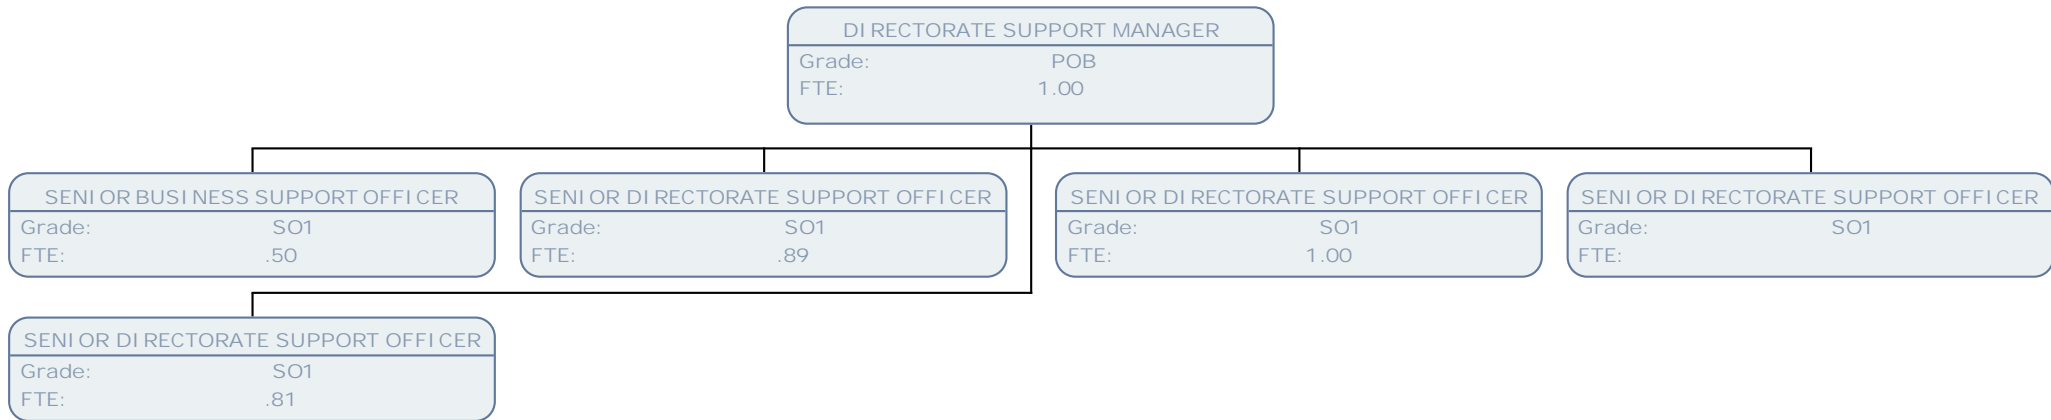 DIRECTORATE SUPPORT MANAGER
Grade: POB
FTE: 1.00
SENIOR BUSINESS SUPPORT OFFICER
Grade: SO1
FTE: .50
SENIOR DIRECTORATE SUPPORT OFFICER
Grade: SO1
FTE: .89
SENIOR DIRECTORATE SUPPORT OFFICER
Grade: SO1
FTE: 1.00
SENIOR DIRECTORATE SUPPORT OFFICER
Grade: SO1
FTE:
SENIOR DIRECTORATE SUPPORT OFFICER
Grade: SO1
FTE: .81